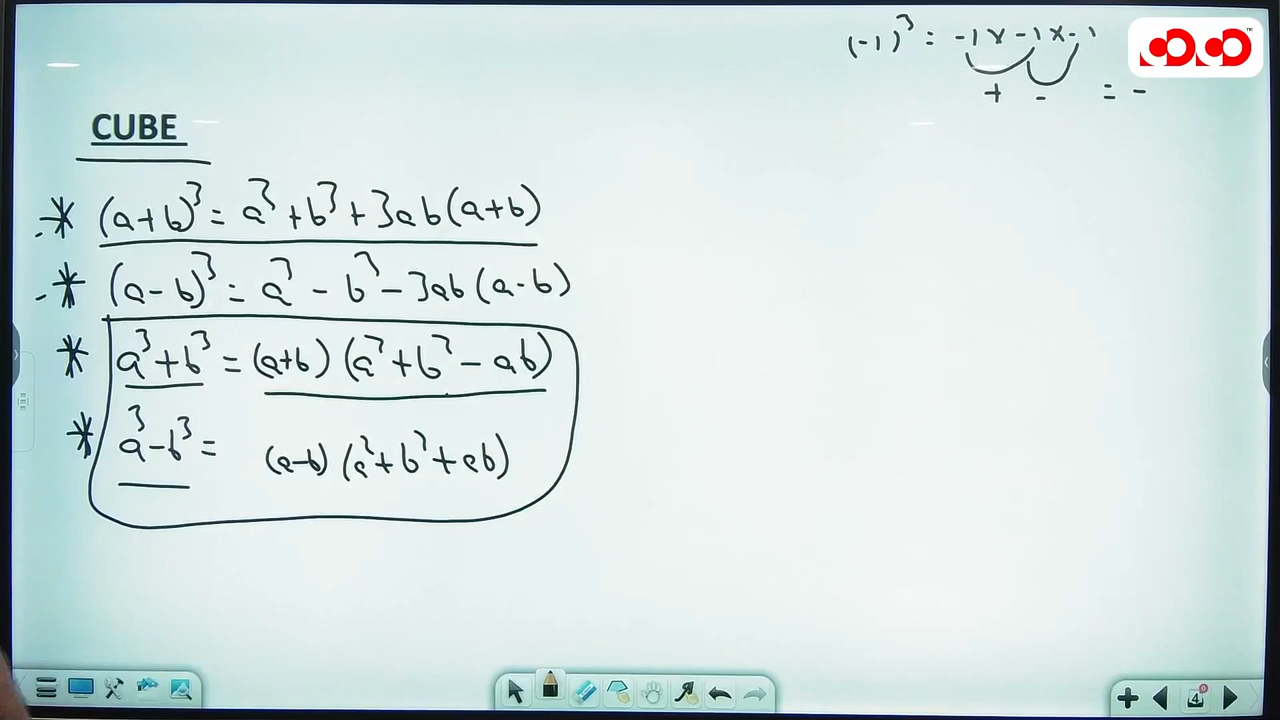 (-1)³ = -1 x -1 x -1
+ - = -
CUBE
* (a+b)³ = a³ + b³ + 3ab(a+b)
* (a-b)³ = a³ - b³ - 3ab(a-b)
* a³+b³ = (a+b) (a² + b² - ab)
* a³-b³ = (a-b) (a² + b² + ab)
4